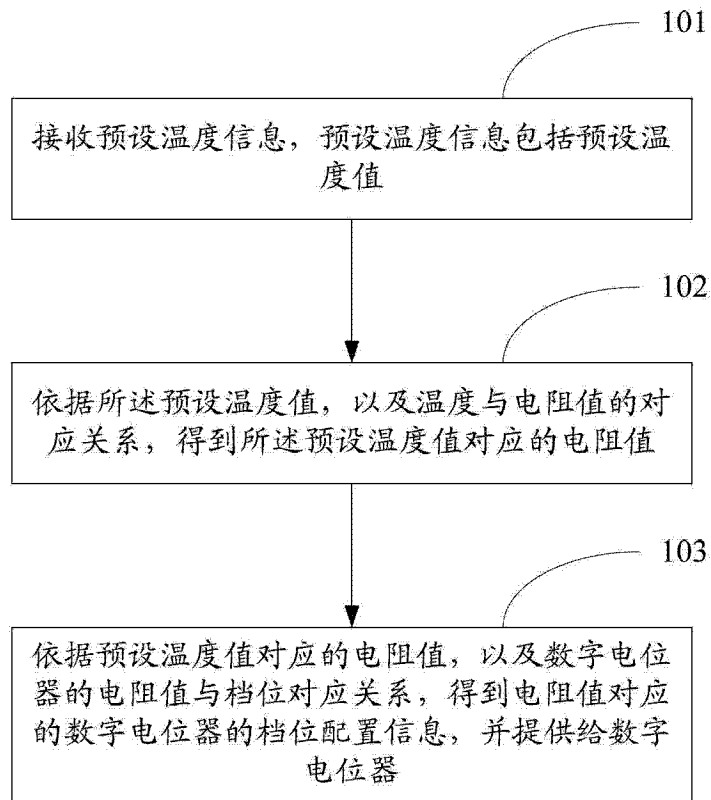 101
接收预设温度信息，预设温度信息包括预设温
度值
102
依据所述预设温度值，以及温度与电阻值的对
应关系，得到所述预设温度值对应的电阻值
103
依据预设温度值对应的电阻值，以及数字电位
器的电阻值与档位对应关系，得到电阻值对应
的数字电位器的档位配置信息，并提供给数字
电位器